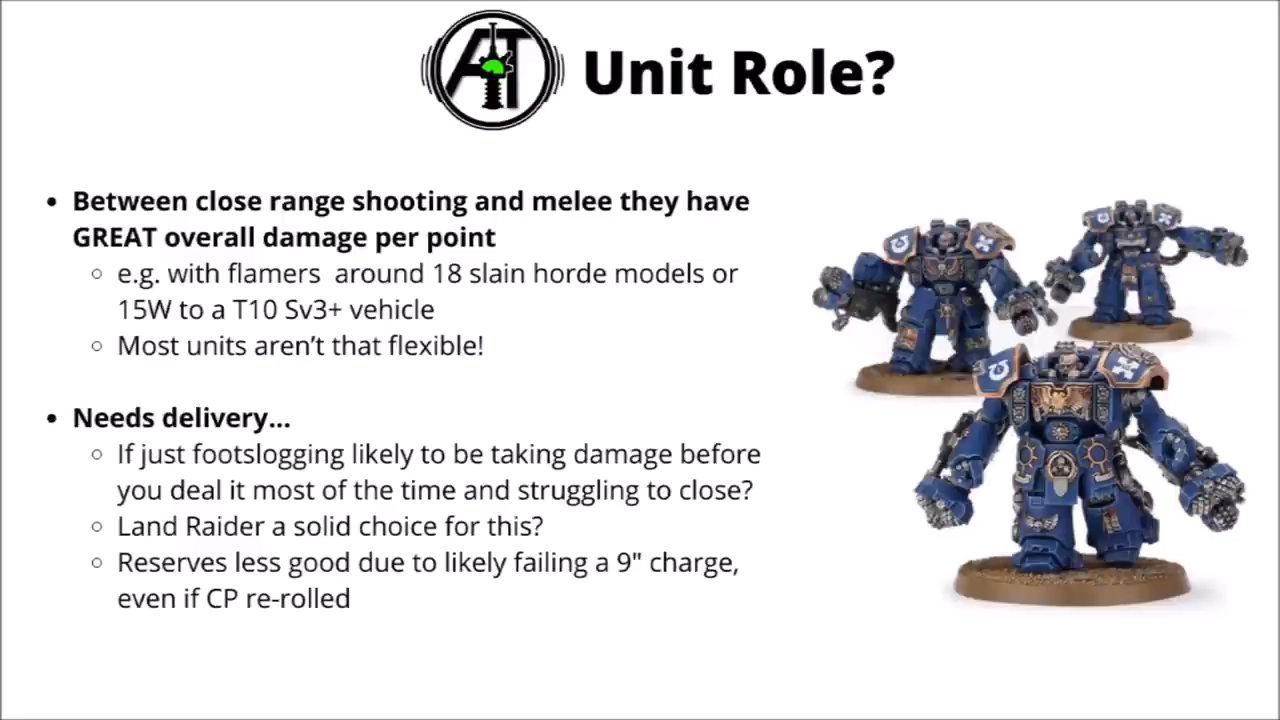 AT Unit Role?
• Between close range shooting and melee they have
GREAT overall damage per point
○ e.g. with flamers  around 18 slain horde models or
15W to a T10 Sv3+ vehicle
○ Most units aren't that flexible!
• Needs delivery...
○ If just footslogging likely to be taking damage before
you deal it most of the time and struggling to close?
○ Land Raider a solid choice for this?
○ Reserves less good due to likely failing a 9" charge,
even if CP re-rolled